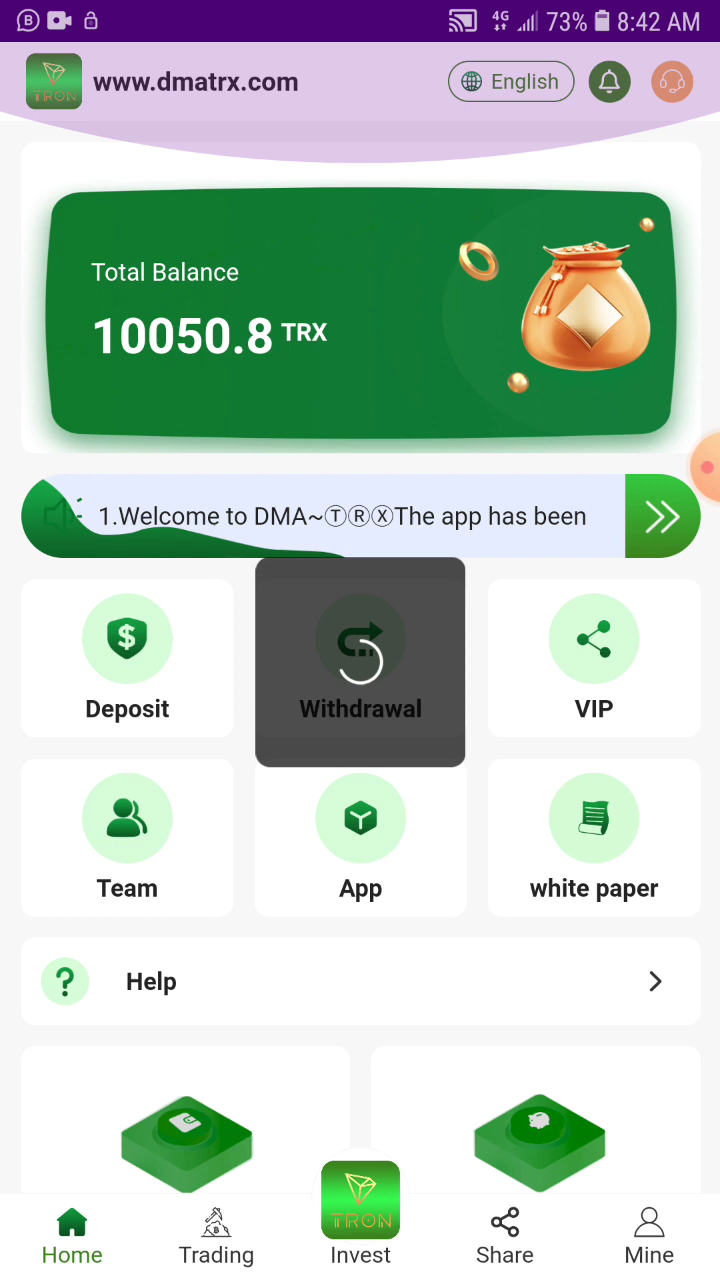 4G 73% 8:42 AM
TRON www.dmatrx.com English
Total Balance
10050.8 TRX
1.Welcome to DMA~ⓉⓇⓍThe app has been
Deposit Withdrawal VIP
Team App white paper
? Help
TRON
Home Trading Invest Share Mine